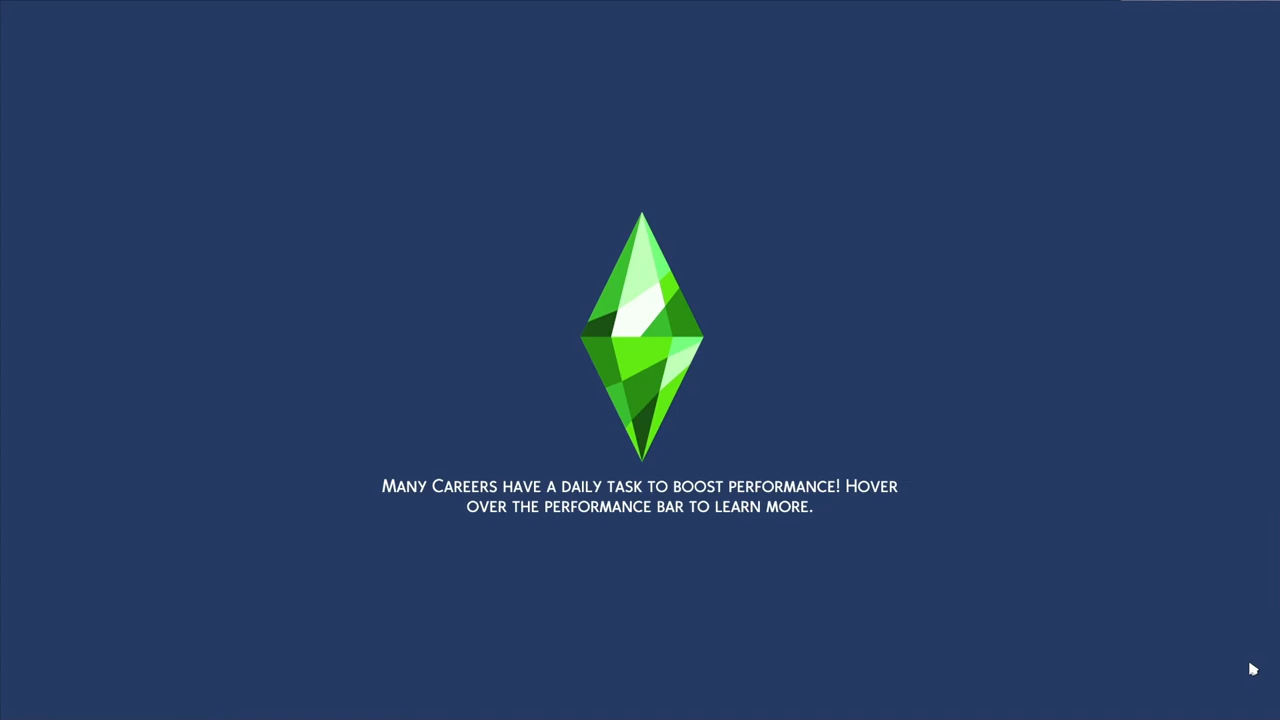 Many Careers have a daily task to boost performance! Hover
over the performance bar to learn more.